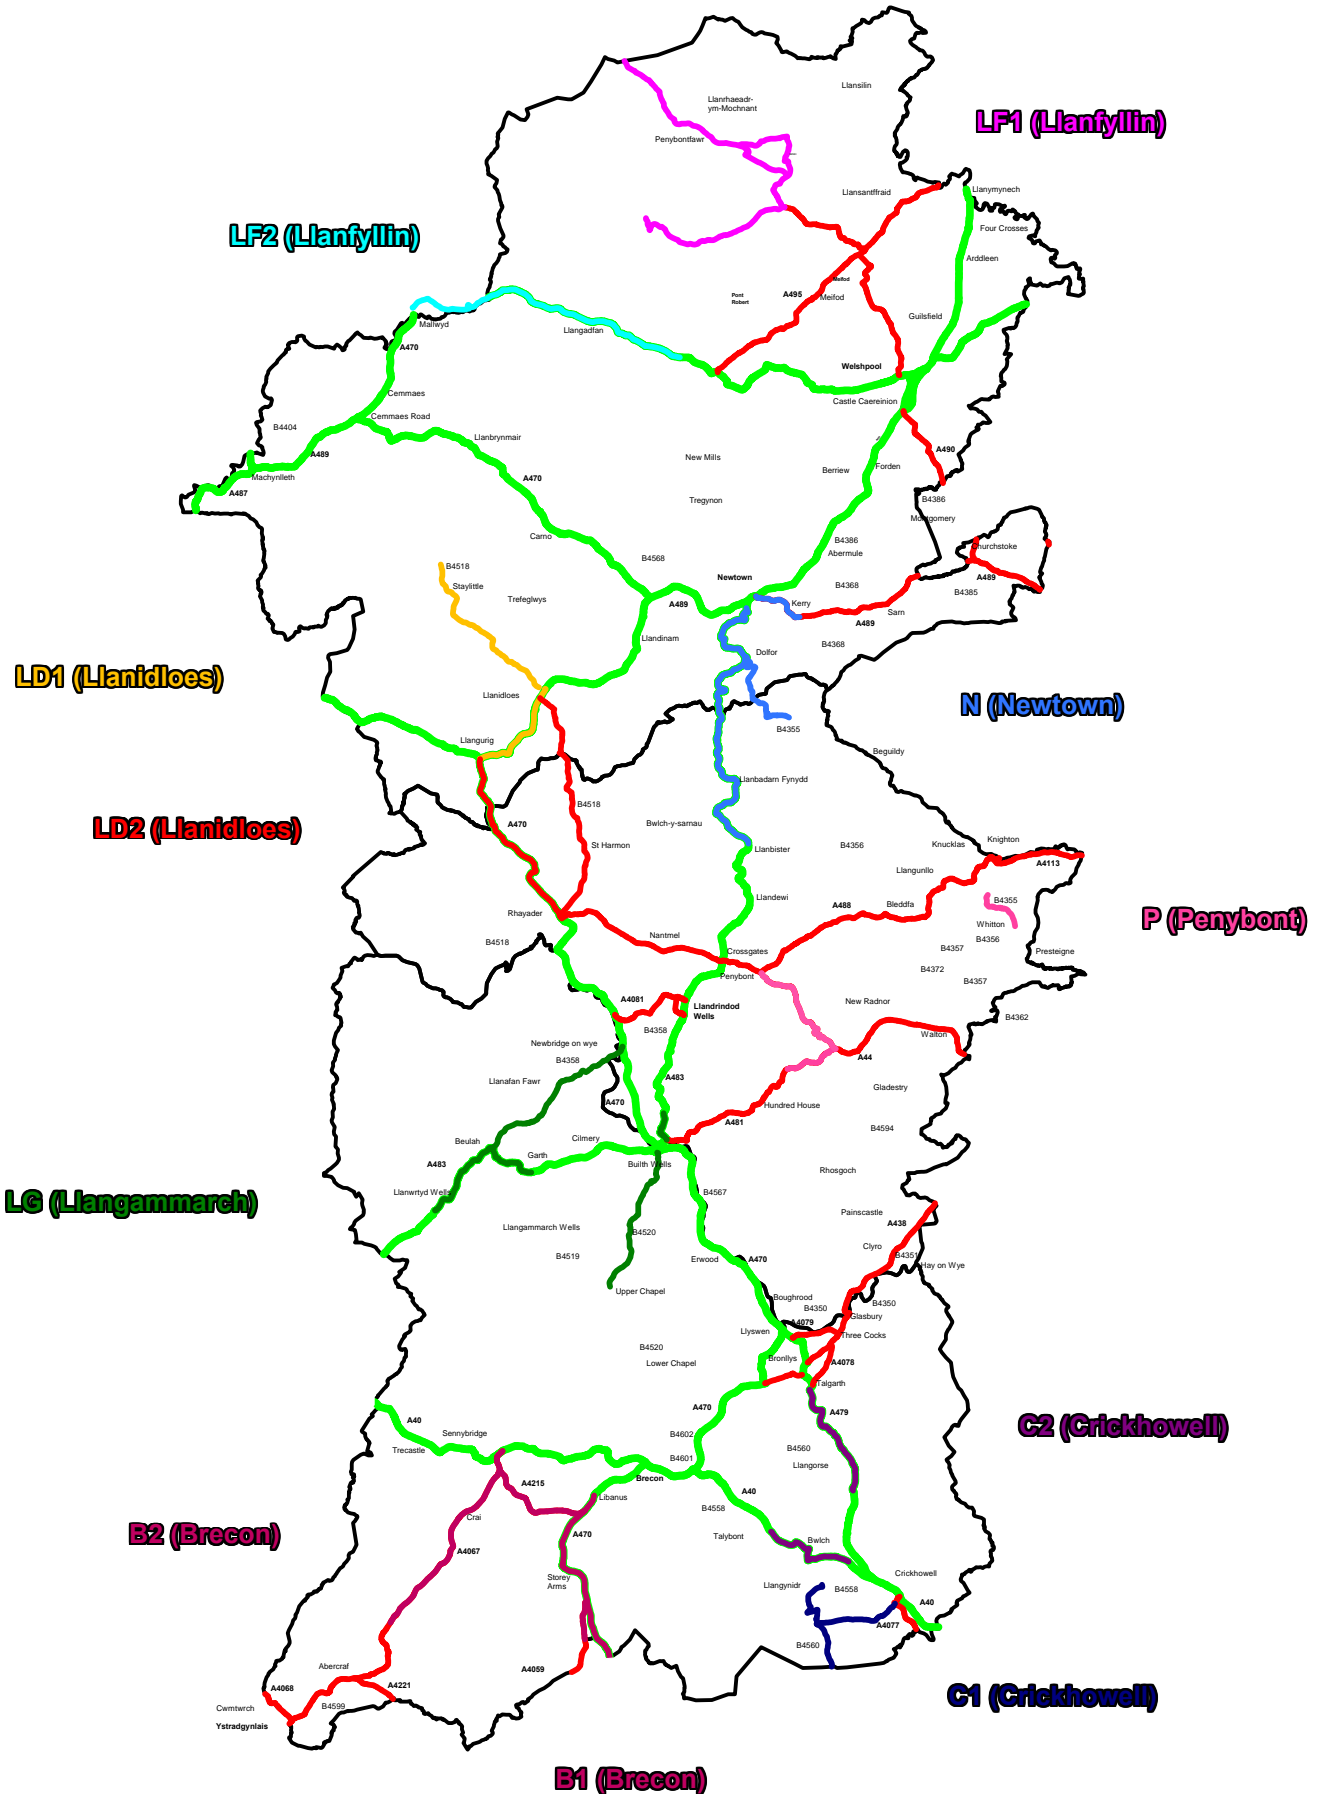 Llansilin
Llanrhaeadr-
ym-Mochnant
LF1 (Llanfyllin)
Penybontfawr
Llansantffraid
Llanymynech
Four Crosses
LF2 (Llanfyllin)
Arddleen
Meifod
A495
Pont
Robert
Meifod
Guilsfield
Mallwyd
Llangadfan
A470
Welshpool
Cemmaes
Castle Caereinion
Cemmaes Road
B4404
Llanbrynmair
A489
A490
New Mills
Berriew
Forden
Machynlleth
A470
A487
Tregynon
B4386
Montgomery
Carno
B4386
Churchstoke
Abermule
B4568
B4518
Newtown
A489
Staylittle
B4368
B4385
Trefeglwys
A489
Kerry
Sarn
A489
Llandinam
B4368
Dolfor
LD1 (Llanidloes)
Llanidloes
N (Newtown)
B4355
Llangurig
Beguildy
Llanbadarn Fynydd
B4518
LD2 (Llanidloes)
A470
Bwlch-y-sarnau
St Harmon
Llanbister
B4356
Knucklas
Knighton
A4113
Llangunllo
Llandewi
A488
Bleddfa
B4355
P (Penybont)
Rhayader
Whitton
Nantmel
B4518
Crossgates
B4357
B4356
Presteigne
Penybont
B4372
B4357
A4081
Llandrindod
Wells
New Radnor
B4362
B4358
Walton
Newbridge on wye
B4358
A44
Llanafan Fawr
A483
Gladestry
A470
Hundred House
A481
B4594
Beulah
Cilmery
Garth
A483
Builth Wells
Rhosgoch
Llanwrtyd Wells
B4567
LG (Llangammarch)
Painscastle
Llangammarch Wells
B4520
A438
Clyro
B4519
Erwood
A470
B4351
Hay on Wye
Upper Chapel
Boughrood
B4350
B4350
Glasbury
A4079
Llyswen
Three Cocks
B4520
Lower Chapel
Bronllys
A4078
Talgarth
A470
A479
C2 (Crickhowell)
A40
Sennybridge
B4602
Trecastle
B4560
B4601
Llangorse
A4215
Brecon
Libanus
A40
B4558
Crai
B2 (Brecon)
A470
Talybont
Bwlch
A4067
Storey
Arms
Llangynidr
B4558
Crickhowell
A40
A4077
B4560
Abercraf
A4059
A4068
A4221
C1 (Crickhowell)
Cwmtwrch
B4599
Ystradgynlais
B1 (Brecon)